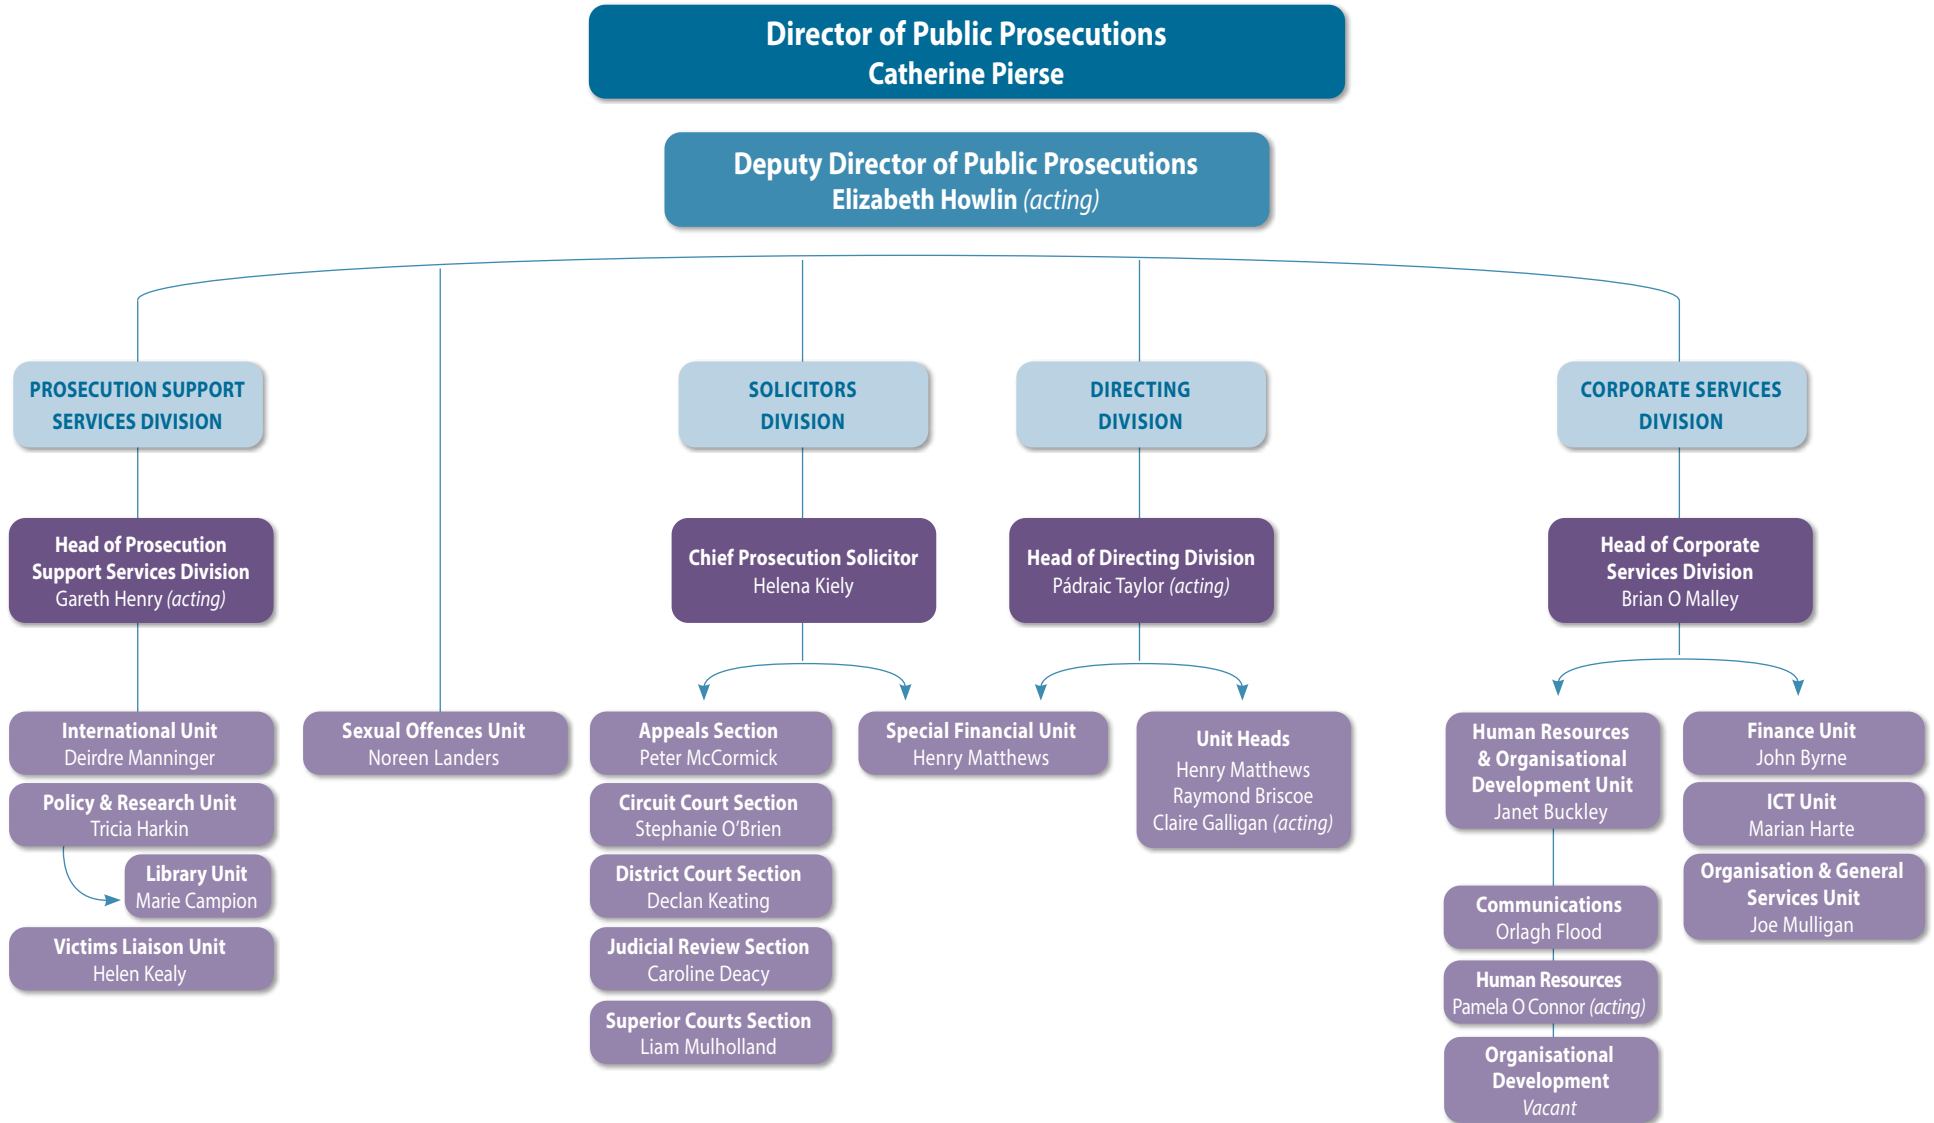 Director of Public Prosecutions
Catherine Pierse
Deputy Director of Public Prosecutions
Elizabeth Howlin (acting)
PROSECUTION SUPPORT
SERVICES DIVISION
SOLICITORS
DIVISION
DIRECTING
DIVISION
CORPORATE SERVICES
DIVISION
Head of Prosecution
Support Services Division
Gareth Henry (acting)
Chief Prosecution Solicitor
Helena Kiely
Head of Directing Division
Pádraic Taylor (acting)
Head of Corporate
Services Division
Brian O Malley
International Unit
Deirdre Manninger
Policy & Research Unit
Tricia Harkin
Library Unit
Marie Campion
Victims Liaison Unit
Helen Kealy
Sexual Offences Unit
Noreen Landers
Appeals Section
Peter McCormick
Circuit Court Section
Stephanie O’Brien
District Court Section
Declan Keating
Judicial Review Section
Caroline Deacy
Superior Courts Section
Liam Mulholland
Special Financial Unit
Henry Matthews
Unit Heads
Henry Matthews
Raymond Briscoe
Claire Galligan (acting)
Human Resources
& Organisational
Development Unit
Janet Buckley
Communications
Orlagh Flood
Human Resources
Pamela O Connor (acting)
Organisational
Development
Vacant
Finance Unit
John Byrne
ICT Unit
Marian Harte
Organisation & General
Services Unit
Joe Mulligan